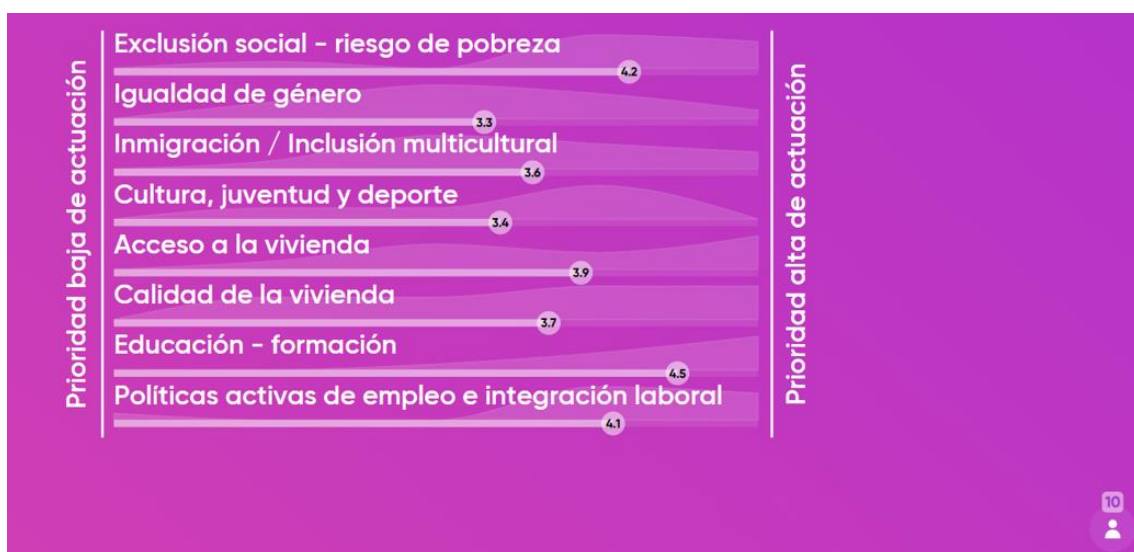 Prioridad baja de actuación
Exclusión social - riesgo de pobreza
4.2
Igualdad de género
3.3
Inmigración / Inclusión multicultural
3.6
Cultura, juventud y deporte
3.4
Acceso a la vivienda
3.9
Calidad de la vivienda
3.7
Educación - formación
4.5
Políticas activas de empleo e integración laboral
4.1
Prioridad alta de actuación
10